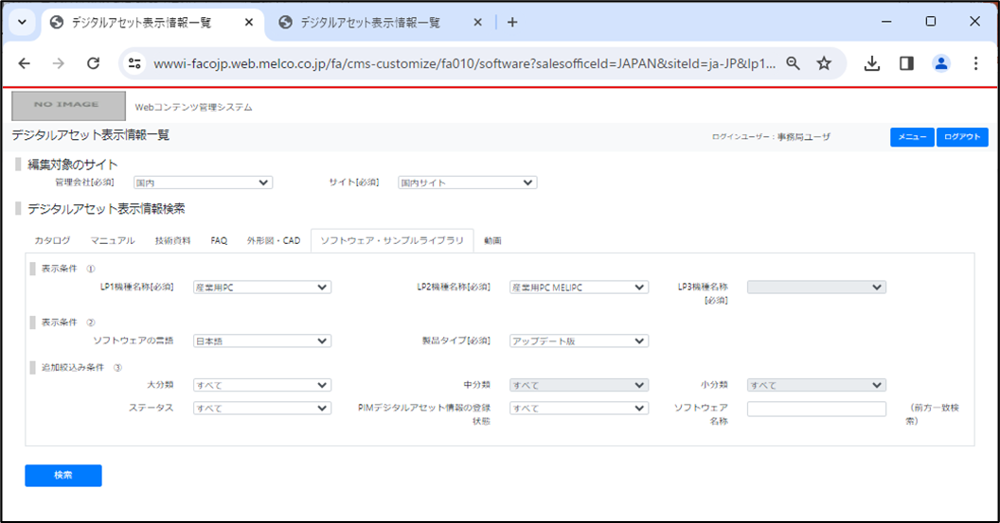 デジタルアセット表示情報一覧
デジタルアセット表示情報一覧
wwwi-facojp.web.melco.co.jp/fa/cms-customize/fa010/software?salesofficeId=JAPAN&siteId=ja-JP&lp1...
NO IMAGE Webコンテンツ管理システム
デジタルアセット表示情報一覧 ログインユーザー：事務局ユーザ メニュー ログアウト
編集対象のサイト
管理会社[必須] 国内 サイト[必須] 国内サイト
デジタルアセット表示情報検索
カタログ マニュアル 技術資料 FAQ 外形図・CAD ソフトウェア・サンプルライブラリ 動画
表示条件 ①
LP1機種名称[必須] 産業用PC LP2機種名称[必須] 産業用PC MELIPC LP3機種名称
[必須]
表示条件 ②
ソフトウェアの言語 日本語 製品タイプ[必須] アップデート版
追加絞込み条件 ③
大分類 すべて 中分類 すべて 小分類 すべて
ステータス すべて PIMデジタルアセット情報の登録 すべて ソフトウェア （前方一致検
状態 名称 索）
検索